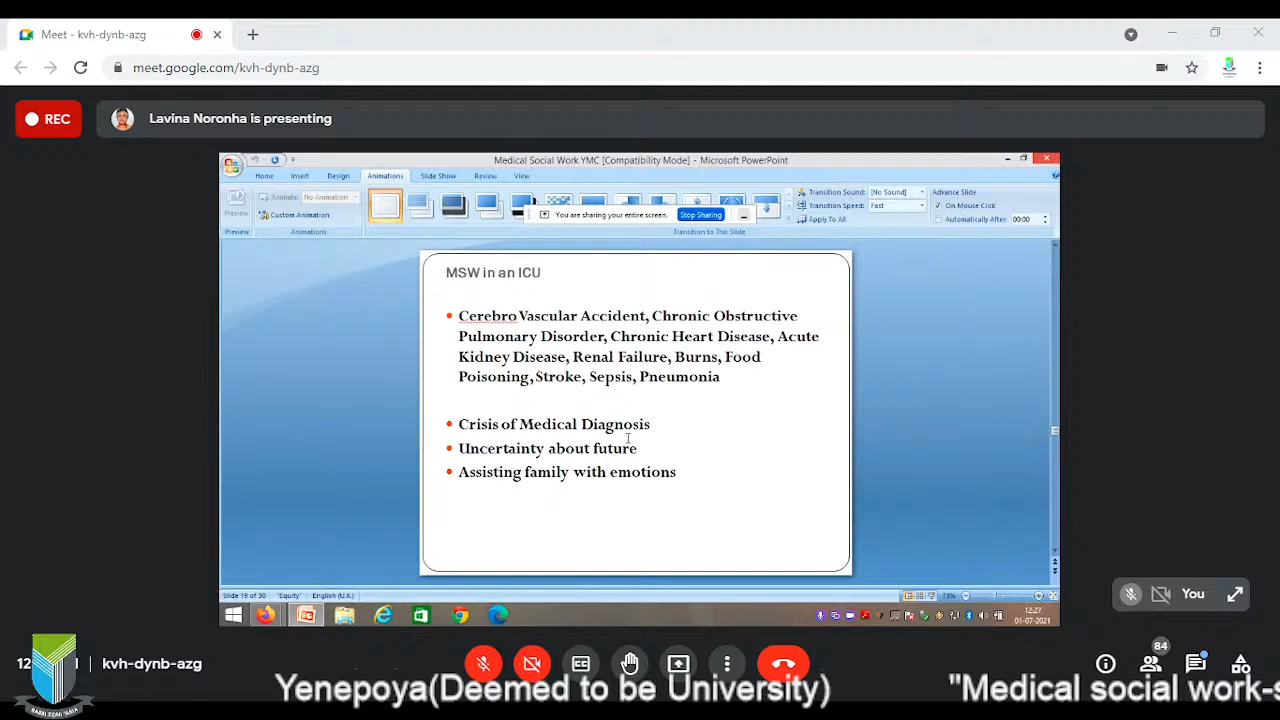 Meet - kvh-dynb-azg
meet.google.com/kvh-dynb-azg
REC
Lavina Noronha is presenting
Medical Social Work YMC [Compatibility Mode] - Microsoft PowerPoint
Home Insert Design Animations Slide Show Review View
Preview
Animate: No Animation
Custom Animation
Transition Sound: [No Sound]
Transition Speed: Fast
Apply To All
Advance Slide
On Mouse Click
Automatically After: 00:00
You are sharing your entire screen.
Stop Sharing
Preview
Animations
Transition To This Slide
MSW in an ICU
Cerebro Vascular Accident, Chronic Obstructive
Pulmonary Disorder, Chronic Heart Disease, Acute
Kidney Disease, Renal Failure, Burns, Food
Poisoning, Stroke, Sepsis, Pneumonia
Crisis of Medical Diagnosis
Uncertainty about future
Assisting family with emotions
Slide 19 of 30 "Equity" English (U.K.)
73%
12:27
01-07-2021
You
84
kvh-dynb-azg
Yenepoya(Deemed to be University) "Medical social work-s